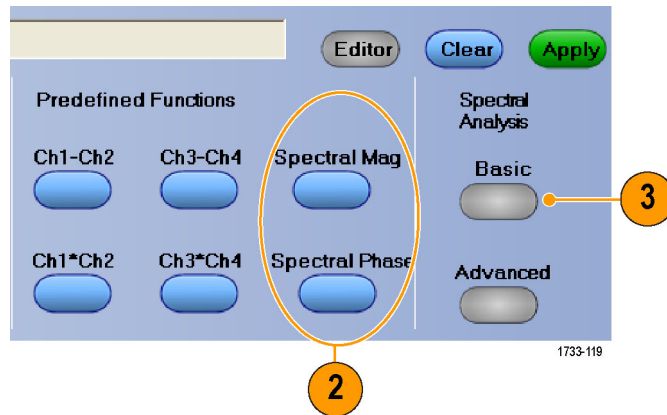 Editor Clear Apply
Predefined Functions
Spectral
Analysis
Ch1-Ch2 Ch3-Ch4 Spectral Mag
Basic
3
Ch1*Ch2 Ch3*Ch4 Spectral Phase
Advanced
1733-119
2